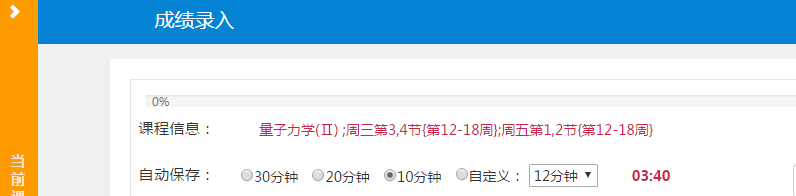 成绩录入
0%
课程信息： 量子力学(Ⅱ) ;周三第3,4节{第12-18周};周五第1,2节{第12-18周}
自动保存： 30分钟 20分钟 10分钟 自定义： 12分钟 03:40
当前